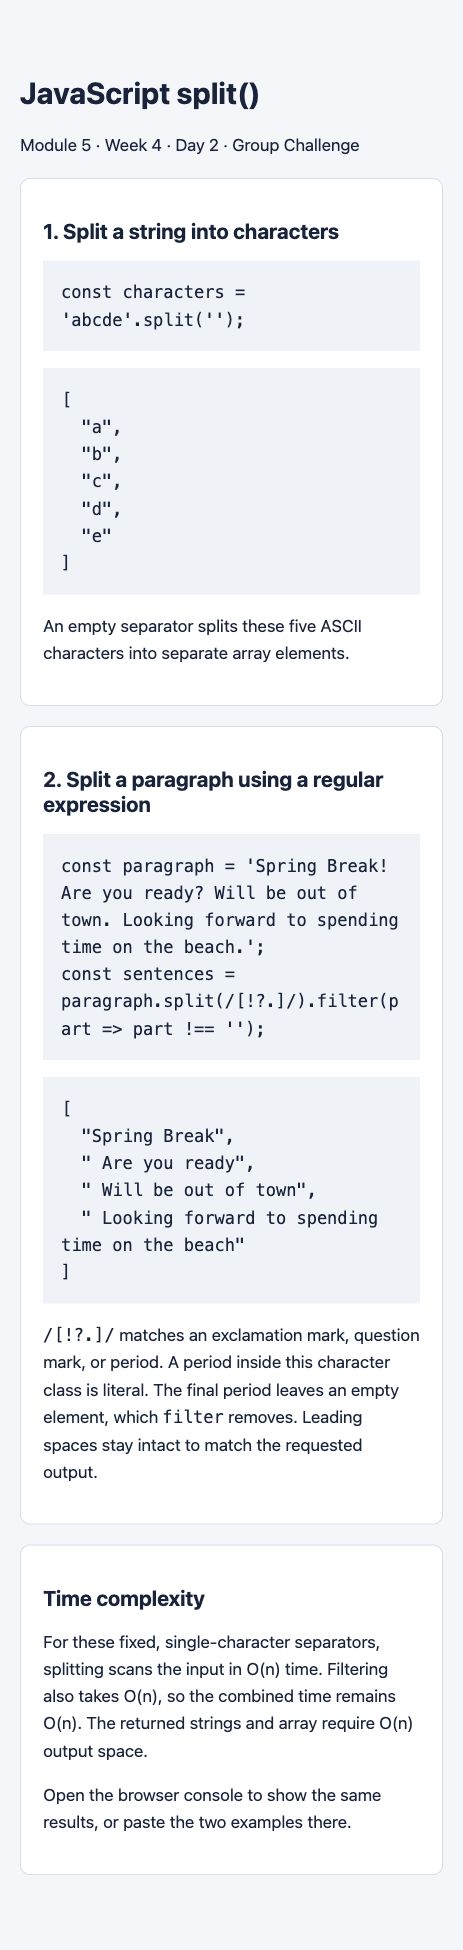 JavaScript split()
Module 5 · Week 4 · Day 2 · Group Challenge
1. Split a string into characters
const characters =
'abcde'.split('');
[
  "a",
  "b",
  "c",
  "d",
  "e"
]
An empty separator splits these five ASCII
characters into separate array elements.
2. Split a paragraph using a regular
expression
const paragraph = 'Spring Break!
Are you ready? Will be out of
town. Looking forward to spending
time on the beach.';
const sentences =
paragraph.split(/[!?.]/).filter(p
art => part !== '');
[
  "Spring Break",
  " Are you ready",
  " Will be out of town",
  " Looking forward to spending
time on the beach"
]
/[!?.]/ matches an exclamation mark, question
mark, or period. A period inside this character
class is literal. The final period leaves an empty
element, which filter removes. Leading
spaces stay intact to match the requested
output.
Time complexity
For these fixed, single-character separators,
splitting scans the input in O(n) time. Filtering
also takes O(n), so the combined time remains
O(n). The returned strings and array require O(n)
output space.
Open the browser console to show the same
results, or paste the two examples there.